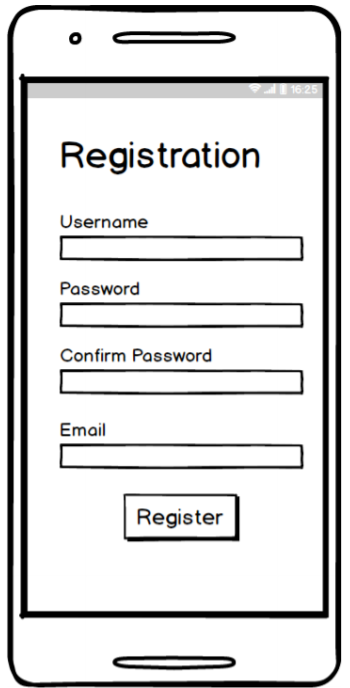 16:25
Registration
Username
Password
Confirm Password
Email
Register